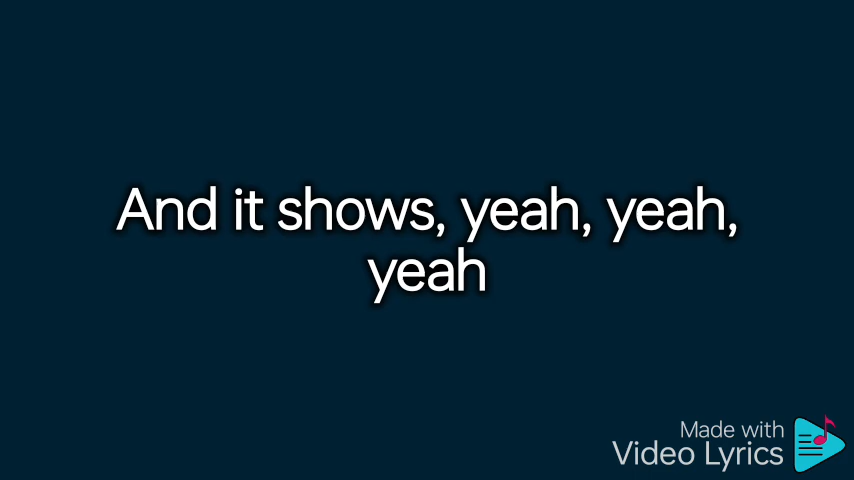 And it shows, yeah, yeah,
yeah
Made with
Video Lyrics